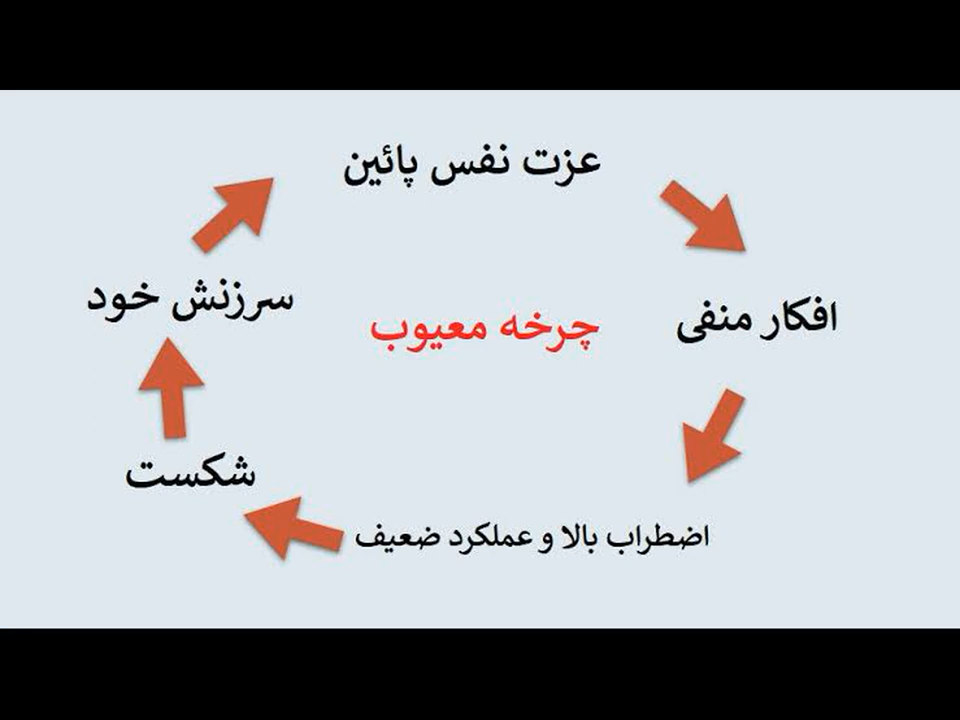 عزت نفس پائین
افکار منفی
اضطراب بالا و عملکرد ضعیف
شکست
سرزنش خود
چرخه معیوب